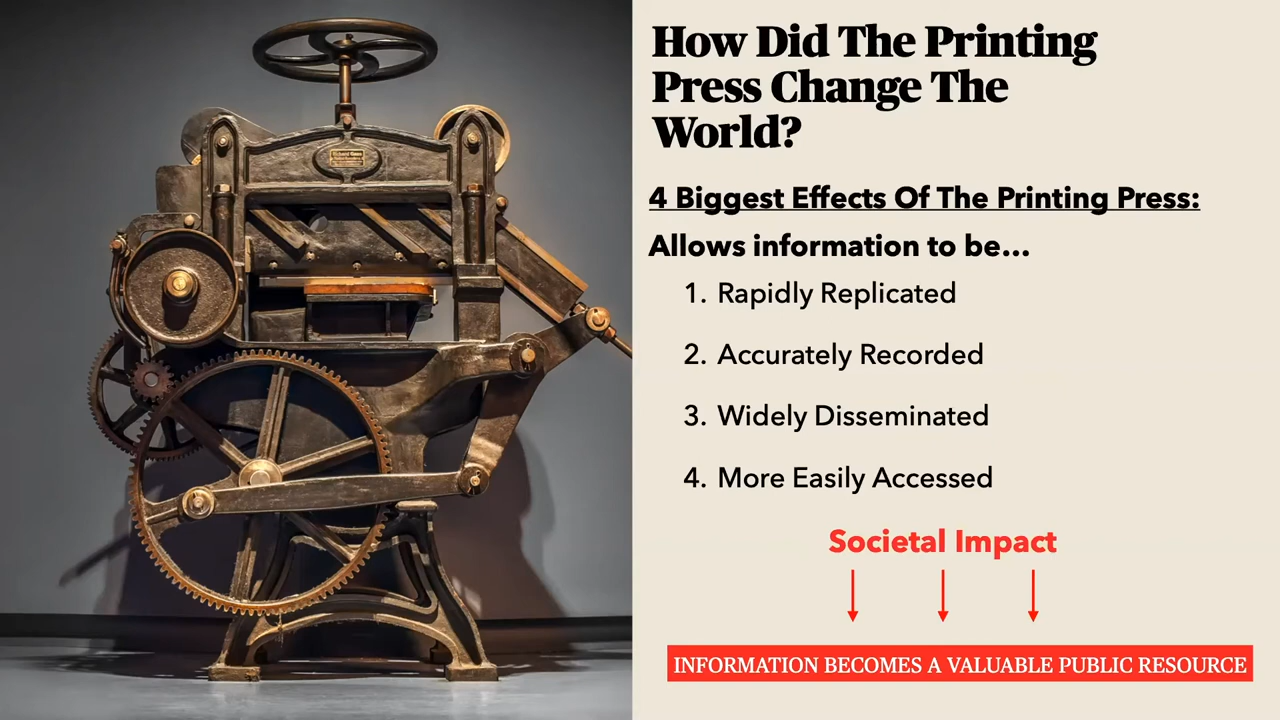 How Did The Printing
Press Change The
World?
4 Biggest Effects Of The Printing Press:
Allows information to be...
1. Rapidly Replicated
2. Accurately Recorded
3. Widely Disseminated
4. More Easily Accessed
Societal Impact
INFORMATION BECOMES A VALUABLE PUBLIC RESOURCE